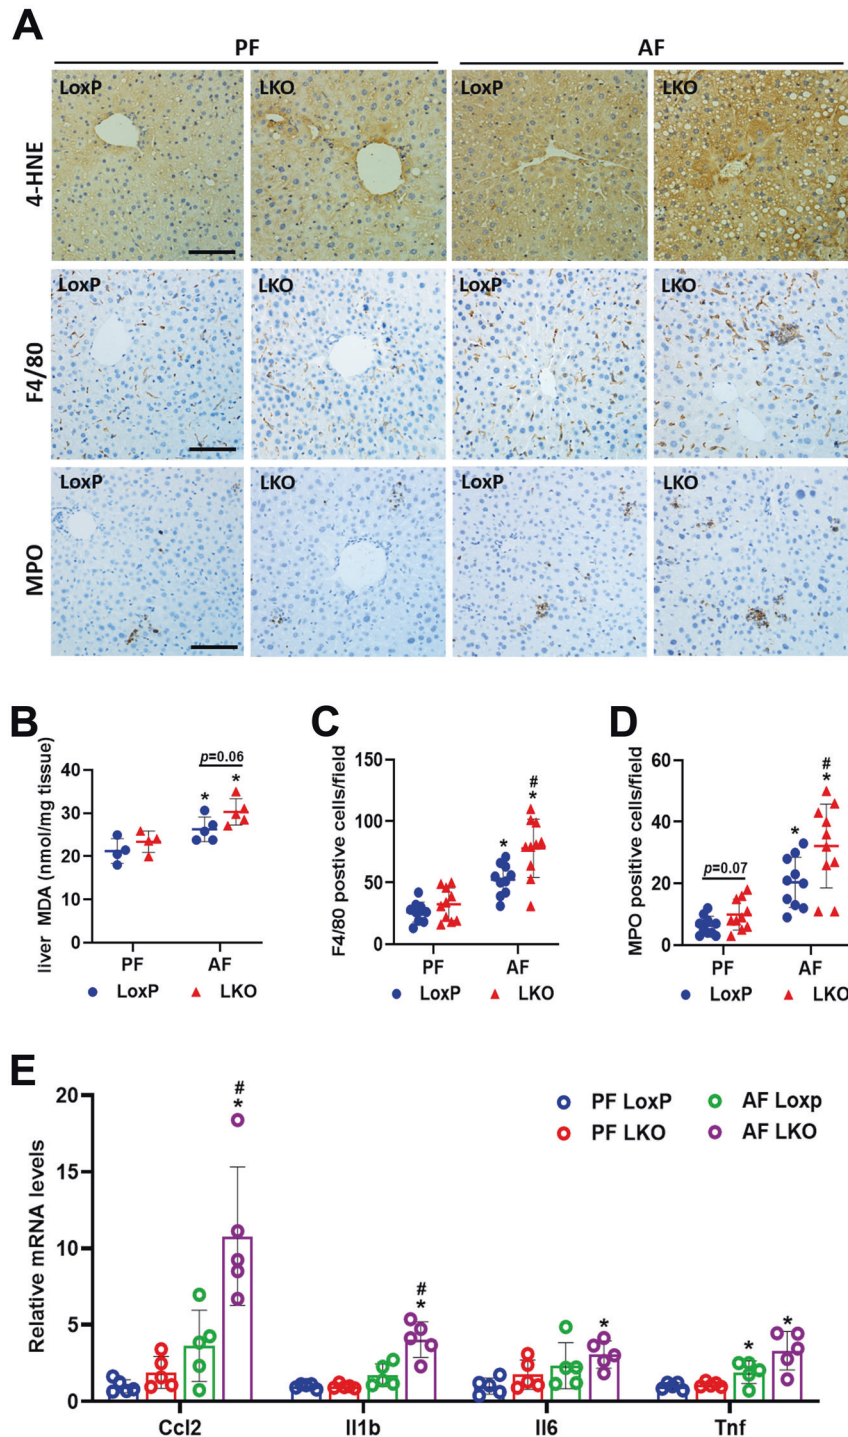 A
PF AF
LoxP LKO LoxP LKO
4-HNE
LoxP LKO LoxP LKO
F4/80
LoxP LKO LoxP LKO
MPO
B
liver MDA (nmol/mg tissue)
40
30
20
10
0
p=0.06
* *
PF AF
LoxP LKO
C
F4/80 postive cells/field
150
100
50
0
#
* *
PF AF
LoxP LKO
D
MPO positive cells/field
60
40
20
0
p=0.07
#
* *
PF AF
LoxP LKO
E
Relative mRNA levels
20
15
10
5
0
PF LoxP AF Loxp
PF LKO AF LKO
#
*
#
*
*
* *
Ccl2 Il1b Il6 Tnf